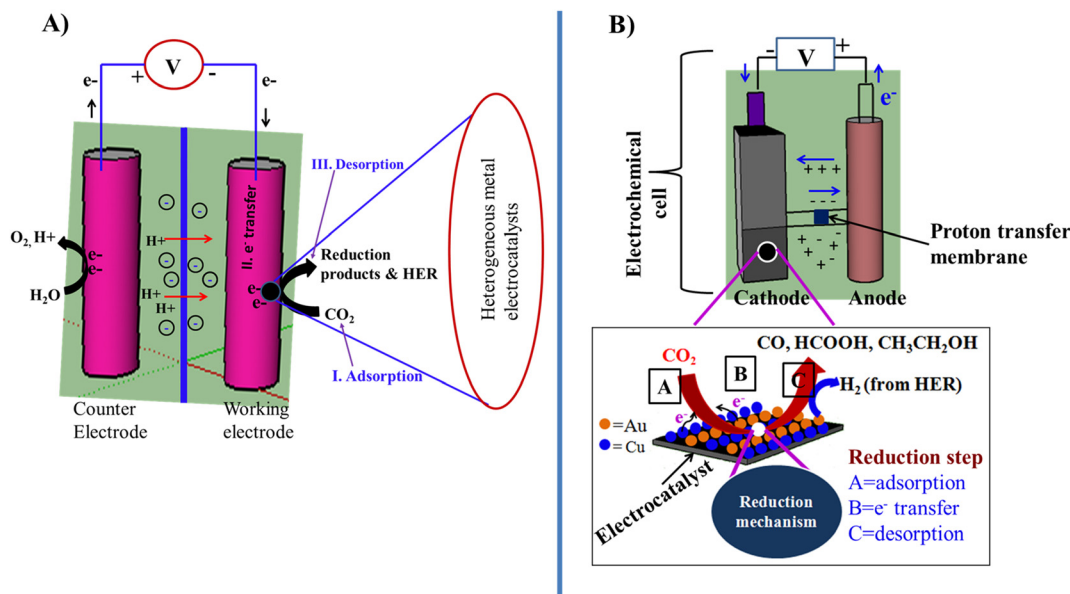 A)
V
e-
+
-
e-
O₂, H+
H₂O
e-
e-
H+
H+
H+
-
-
-
-
-
-
-
-
II. e⁻ transfer
e-
e-
III. Desorption
Reduction
products & HER
CO₂
I. Adsorption
Counter
Electrode
Working
electrode
Heterogeneous metal
electrocatalysts
B)
-
V
+
e⁻
Electrochemical
cell
+ + +
- - -
+ - + - + + -
Proton transfer
membrane
Cathode
Anode
CO, HCOOH, CH₃CH₂OH
CO₂
A
B
C
H₂ (from HER)
e⁻
e⁻
=Au
=Cu
Electrocatalyst
Reduction
mechanism
Reduction step
A=adsorption
B=e⁻ transfer
C=desorption